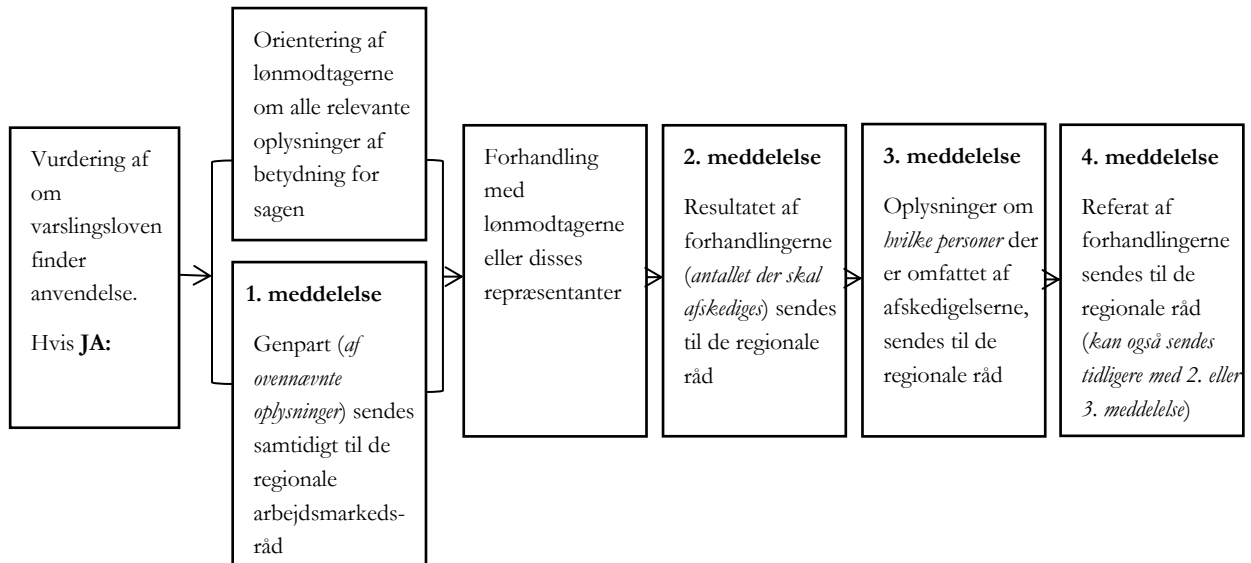 Vurdering af
om
varslingsloven
finder
anvendelse.
Hvis JA:
Orientering af
lønmodtagerne
om alle relevante
oplysninger af
betydning for
sagen
1. meddelelse
Genpart (af
ovennævnte
oplysninger) sendes
samtidigt til de
regionale
arbejdsmarkeds-
råd
Forhandling
med
lønmodtagerne
eller disses
repræsentanter
2. meddelelse
Resultatet af
forhandlingerne
(antallet der skal
afskediges) sendes
til de regionale
råd
3. meddelelse
Oplysninger om
hvilke personer der
er omfattet af
afskedigelserne,
sendes til de
regionale råd
4. meddelelse
Referat af
forhandlingerne
sendes til de
regionale råd
(kan også sendes
tidligere med 2. eller
3. meddelelse)